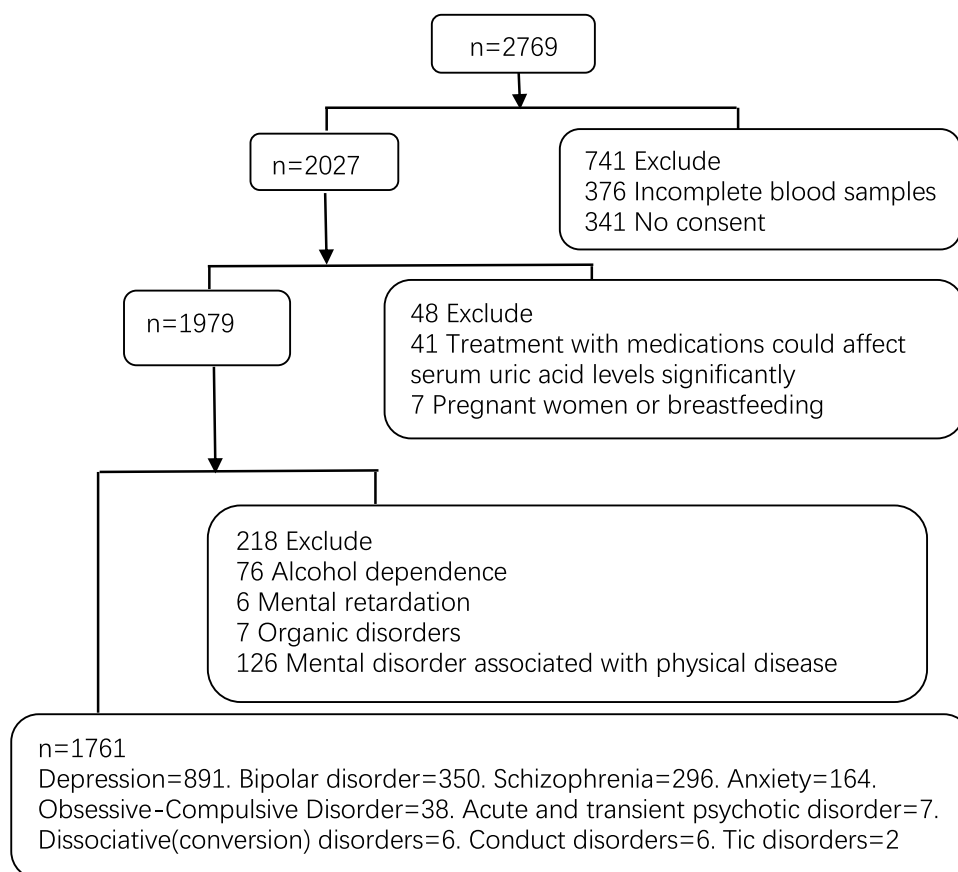 n=2769
n=2027
741 Exclude
376 Incomplete blood samples
341 No consent
n=1979
48 Exclude
41 Treatment with medications could affect
serum uric acid levels significantly
7 Pregnant women or breastfeeding
218 Exclude
76 Alcohol dependence
6 Mental retardation
7 Organic disorders
126 Mental disorder associated with physical disease
n=1761
Depression=891. Bipolar disorder=350. Schizophrenia=296. Anxiety=164.
Obsessive-Compulsive Disorder=38. Acute and transient psychotic disorder=7.
Dissociative(conversion) disorders=6. Conduct disorders=6. Tic disorders=2